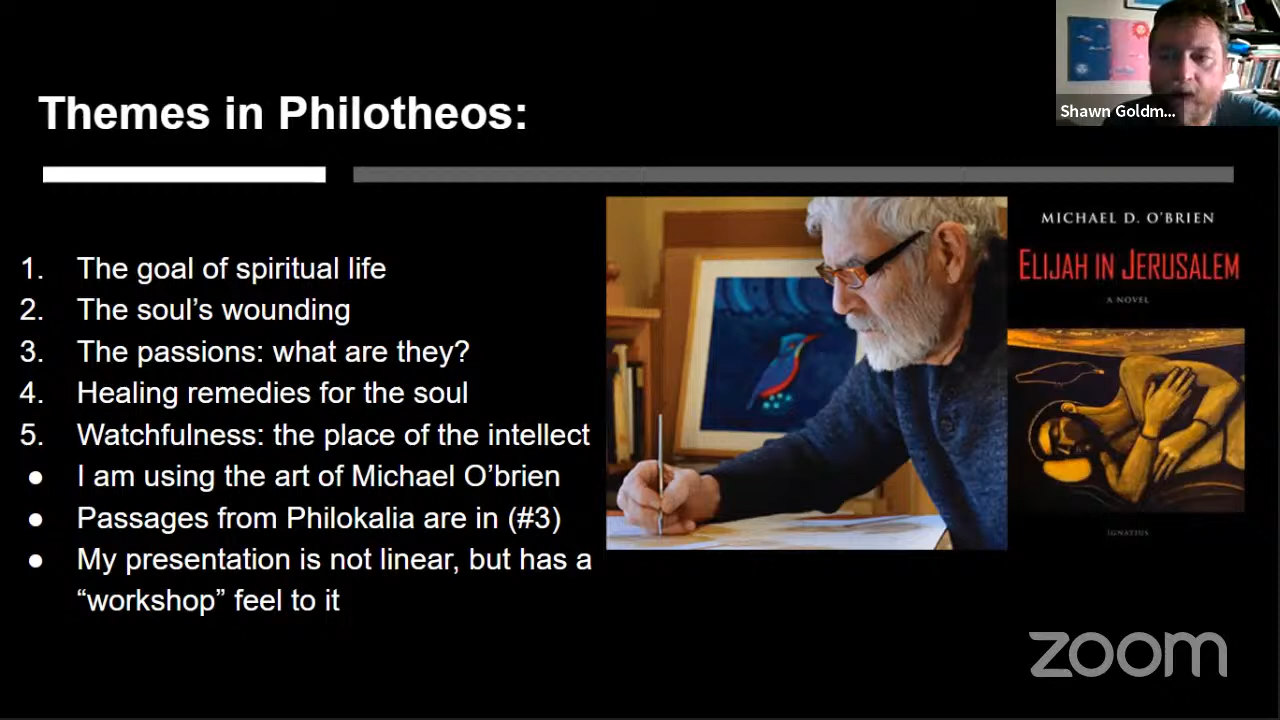 Themes in Philotheos:
Shawn Goldm...
1. The goal of spiritual life
2. The soul’s wounding
3. The passions: what are they?
4. Healing remedies for the soul
5. Watchfulness: the place of the intellect
● I am using the art of Michael O’brien
● Passages from Philokalia are in (#3)
● My presentation is not linear, but has a
“workshop” feel to it
MICHAEL D. O’BRIEN
ELIJAH IN JERUSALEM
A NOVEL
IGNATIUS
zoom